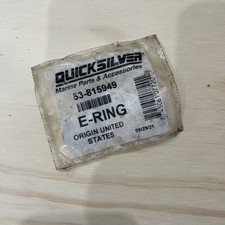 QUICKSILVER
Marine Parts & Accessories
53-815949
E-RING
ORIGIN UNITED
STATES
09/29/21